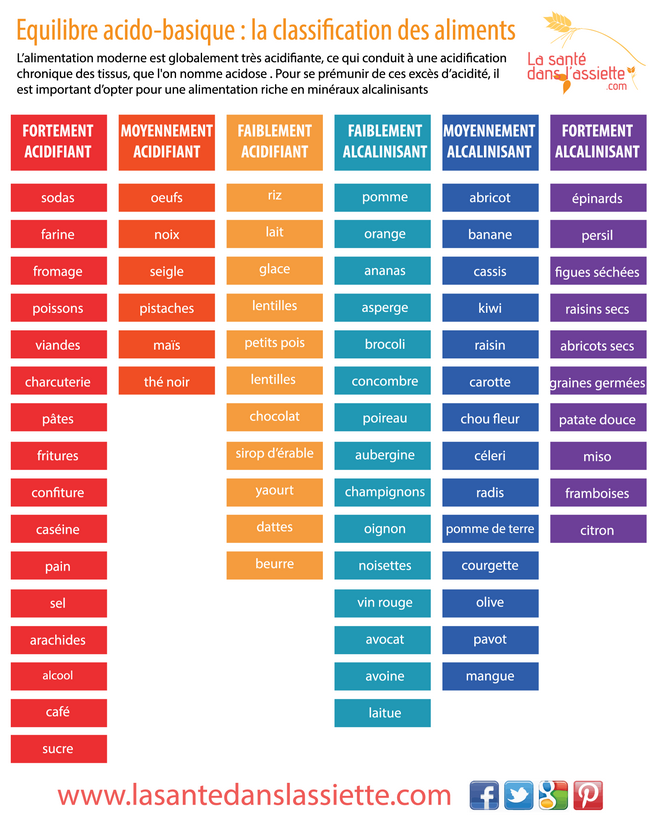 Equilibre acido-basique : la classification des aliments
L'alimentation moderne est globalement très acidifiante, ce qui conduit à une acidification
chronique des tissus, que l'on nomme acidose . Pour se prémunir de ces excès d'acidité, il
est important d'opter pour une alimentation riche en minéraux alcalinisants
La santé
dans l'assiette
.com
FORTEMENT
ACIDIFIANT
sodas
farine
fromage
poissons
viandes
charcuterie
pâtes
fritures
confiture
caséine
pain
sel
arachides
alcool
café
sucre
MOYENNEMENT
ACIDIFIANT
oeufs
noix
seigle
pistaches
maïs
thé noir
FAIBLEMENT
ACIDIFIANT
riz
lait
glace
lentilles
petits pois
lentilles
chocolat
sirop d'érable
yaourt
dattes
beurre
FAIBLEMENT
ALCALINISANT
pomme
orange
ananas
asperge
brocoli
concombre
poireau
aubergine
champignons
oignon
noisettes
vin rouge
avocat
avoine
laitue
MOYENNEMENT
ALCALINISANT
abricot
banane
cassis
kiwi
raisin
carotte
chou fleur
céleri
radis
pomme de terre
courgette
olive
pavot
mangue
FORTEMENT
ALCALINISANT
épinards
persil
figues séchées
raisins secs
abricots secs
graines germées
patate douce
miso
framboises
citron
www.lasantedanslassiette.com